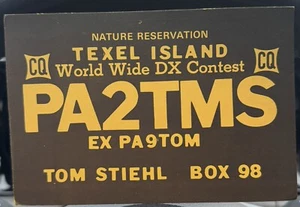 NATURE RESERVATION
TEXEL ISLAND
CQ World Wide DX Contest CQ
PA2TMS
EX PA9TOM
TOM STIEHL BOX 98